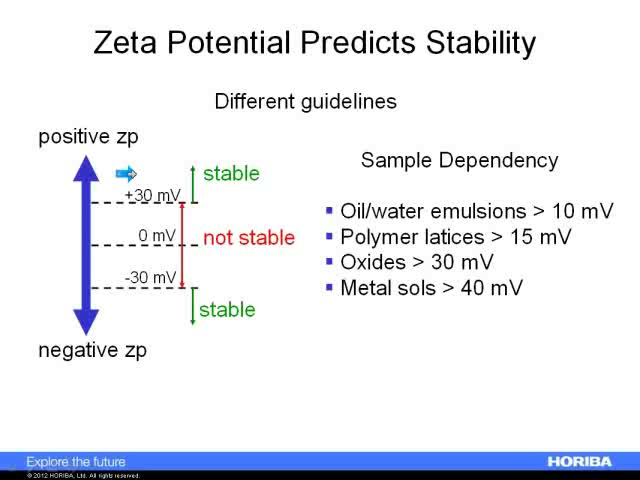 Zeta Potential Predicts Stability
Different guidelines
positive zp
+30 mV
stable
0 mV
not stable
-30 mV
stable
negative zp
Sample Dependency
Oil/water emulsions > 10 mV
Polymer latices > 15 mV
Oxides > 30 mV
Metal sols > 40 mV
Explore the future
HORIBA
© 2012 HORIBA, Ltd. All rights reserved.